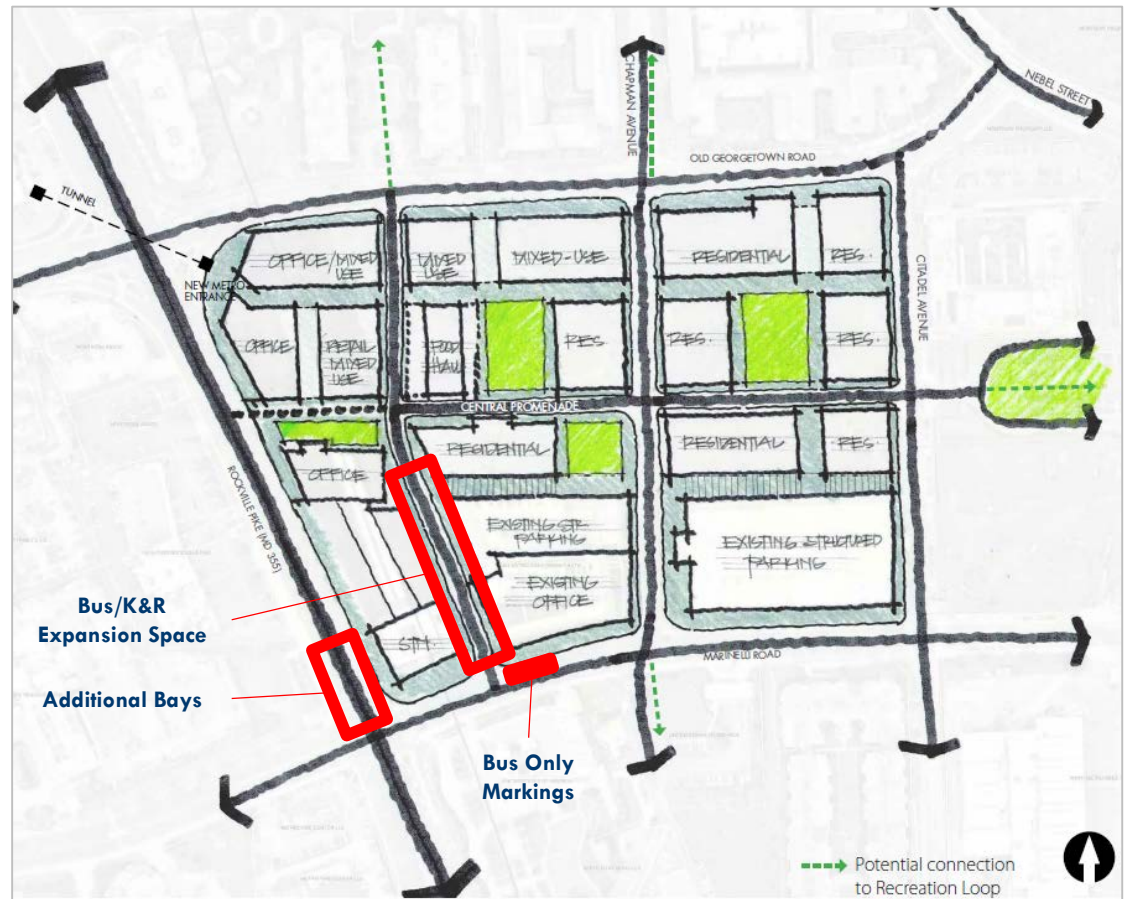 CHAPMAN AVENUE
NEBEL STREET
OLD GEORGETOWN ROAD
TUNNEL
NEW METRO
ENTRANCE
OFFICE/MIXED
USE
MIXED
USE
MIXED-USE
RESIDENTIAL
RES.
CITADEL AVENUE
OFFICE
RETAIL
MIXED
USE
FOOD
HALL
RES
RES.
RES.
CENTRAL PROMENADE
OFFICE
RESIDENTIAL
RESIDENTIAL
RES
ROCKVILLE PIKE (MD 355)
EXISTING STR.
PARKING
EXISTING STRUCTURED
PARKING
EXISTING
OFFICE
Bus/K&R
Expansion Space
STA.
MARINELLI ROAD
Additional Bays
Bus Only
Markings
Potential connection
to Recreation Loop